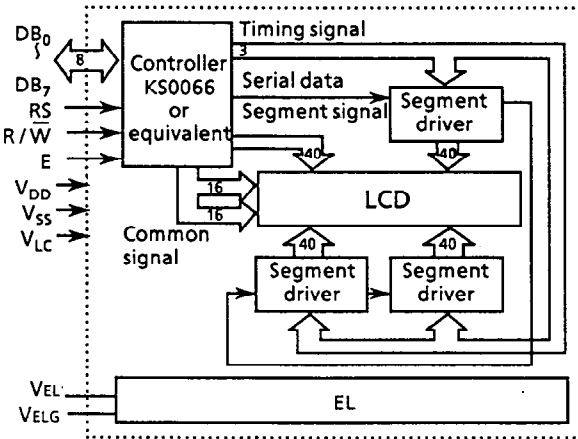 Timing signal
DB0
∫
DB7
8
Controller
KS0066
or
equivalent
3
Serial data
Segment signal
Segment
driver
RS
R / W̅
E
40
40
VDD
VSS
VLC
16
16
LCD
Common
signal
40
40
Segment
driver
Segment
driver
VEL
VELG
EL